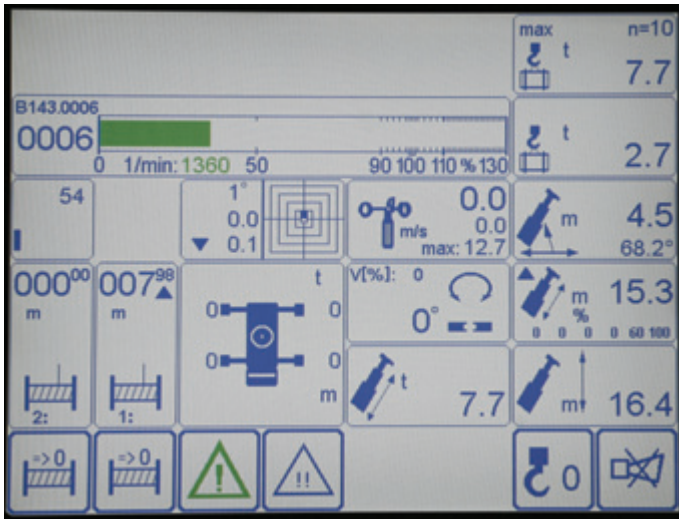 max n=10
t
7.7
B143.0006
0006
0 1/min: 1360 50 90 100 110 % 130
t
2.7
54
1°
0.0
0.1
m/s
0.0
0.0
max: 12.7
m
4.5
68.2°
000⁰⁰
m
2:
007⁹⁸
m
1:
t
0 0
0 0
m
V[%]: 0
0°
m
%
15.3
0 0 0 0 60 100
t
7.7
m
16.4
=>0
=>0
!
!!
0